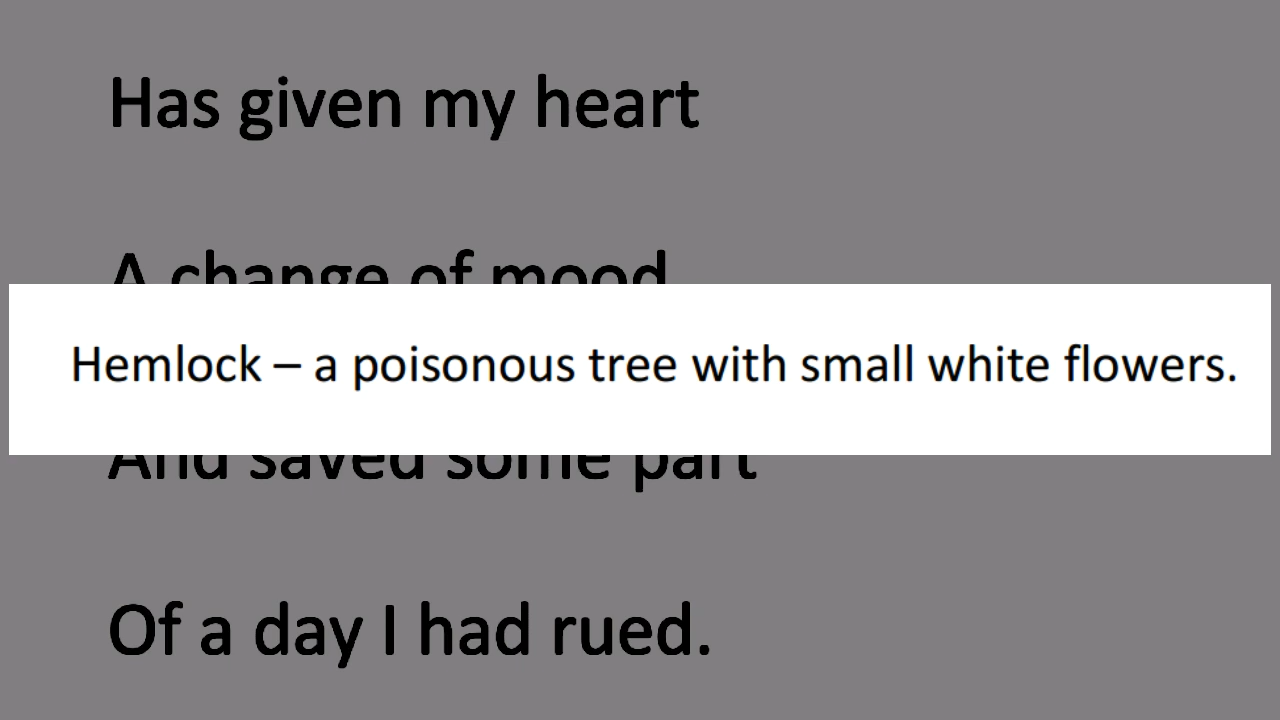 Has given my heart
A change of mood
Hemlock – a poisonous tree with small white flowers.
And saved some part
Of a day I had rued.